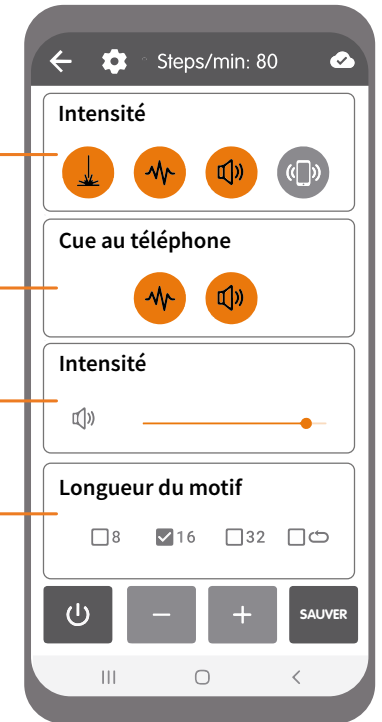 Steps/min: 80
Intensité
Cue au téléphone
Intensité
Longueur du motif
8 16 32
SAUVER